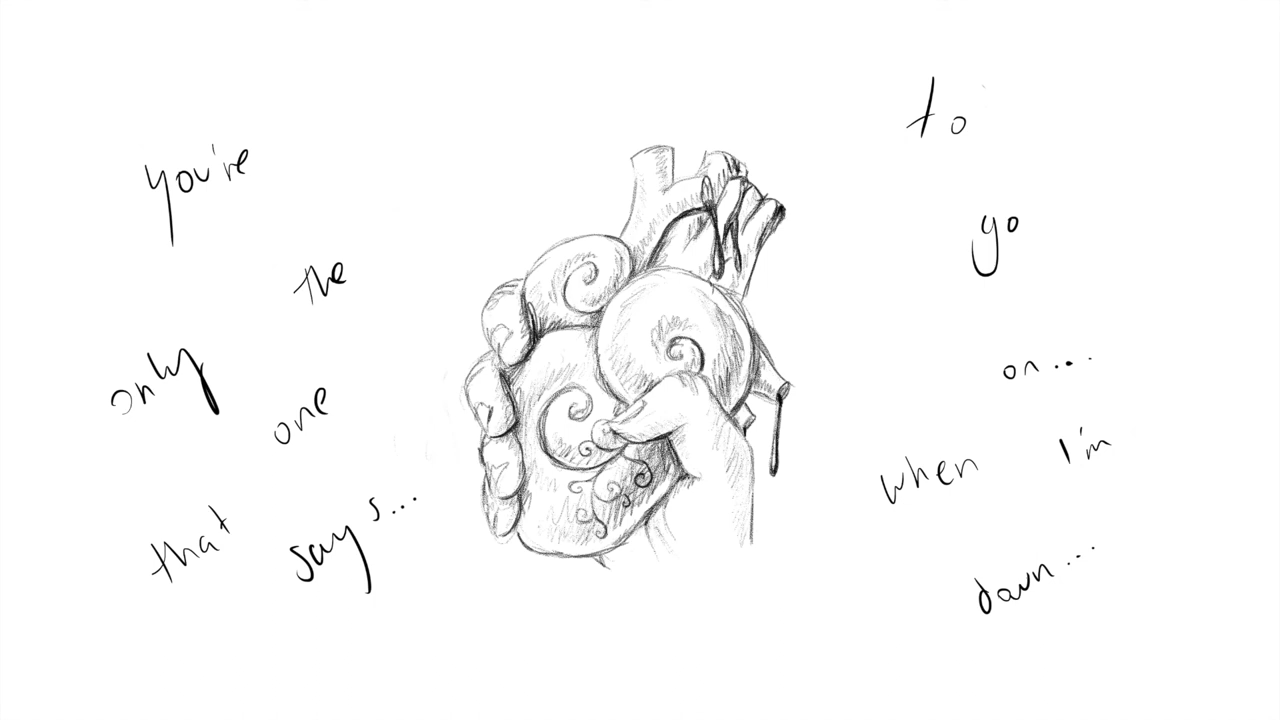 you're
the
only
one
that says...
to
go
on...
when I'm
down...